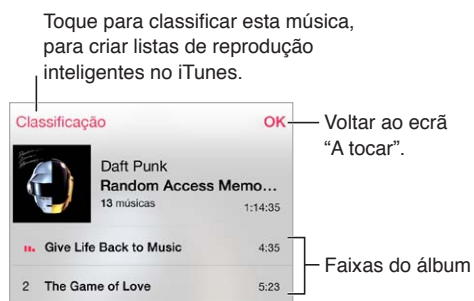 Toque para classificar esta música,
para criar listas de reprodução
inteligentes no iTunes.
Classificação
OK
Voltar ao ecrã
“A tocar”.
Daft Punk
Random Access Memo...
13 músicas
1:14:35
Give Life Back to Music
4:35
Faixas do álbum
2 The Game of Love
5:23